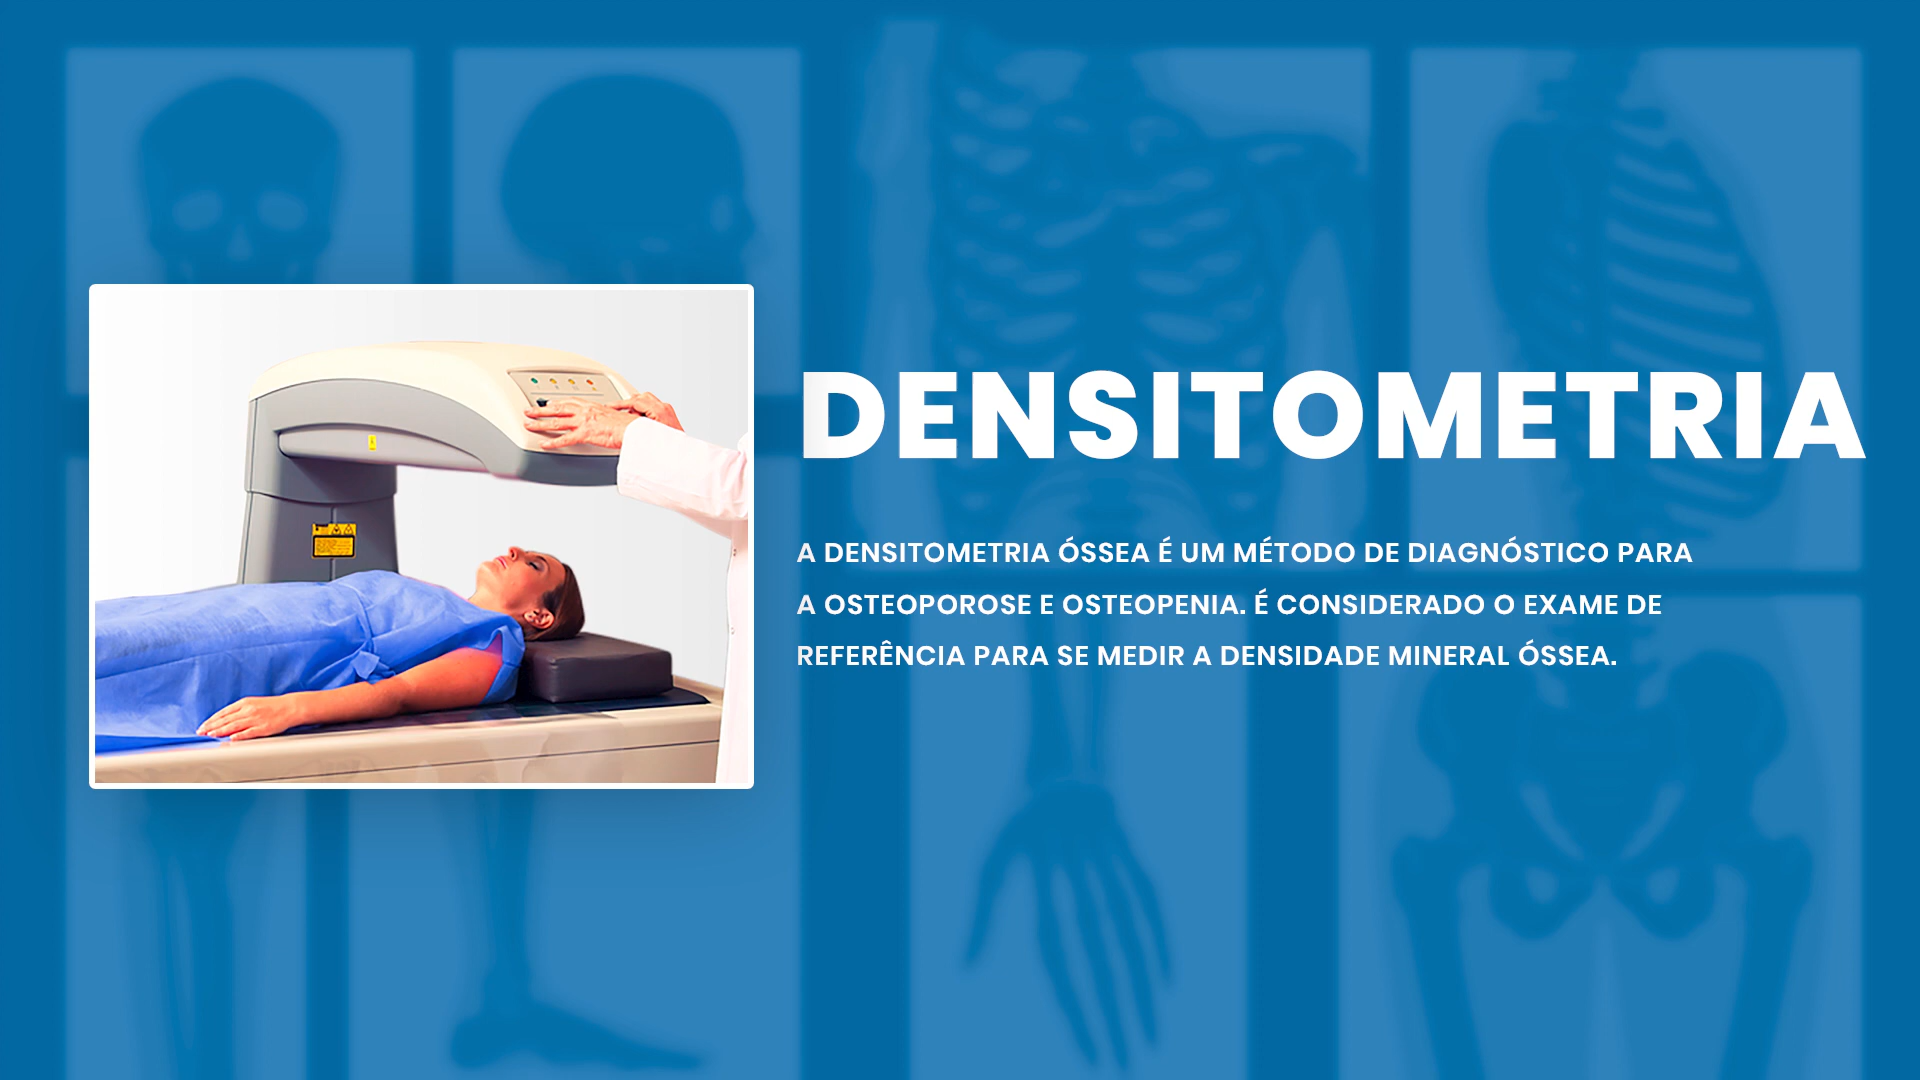 DENSITOMETRIA
A DENSITOMETRIA ÓSSEA É UM MÉTODO DE DIAGNÓSTICO PARA
A OSTEOPOROSE E OSTEOPENIA. É CONSIDERADO O EXAME DE
REFERÊNCIA PARA SE MEDIR A DENSIDADE MINERAL ÓSSEA.